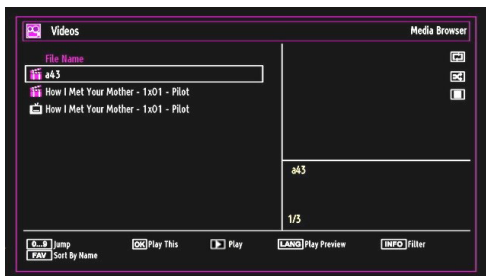 Videos
Media Browser
File Name
a43
How I Met Your Mother - 1x01 - Pilot
How I Met Your Mother - 1x01 - Pilot
a43
1/3
0...9 Jump
OK Play This
Play
LANG Play Preview
INFO Filter
FAV Sort By Name